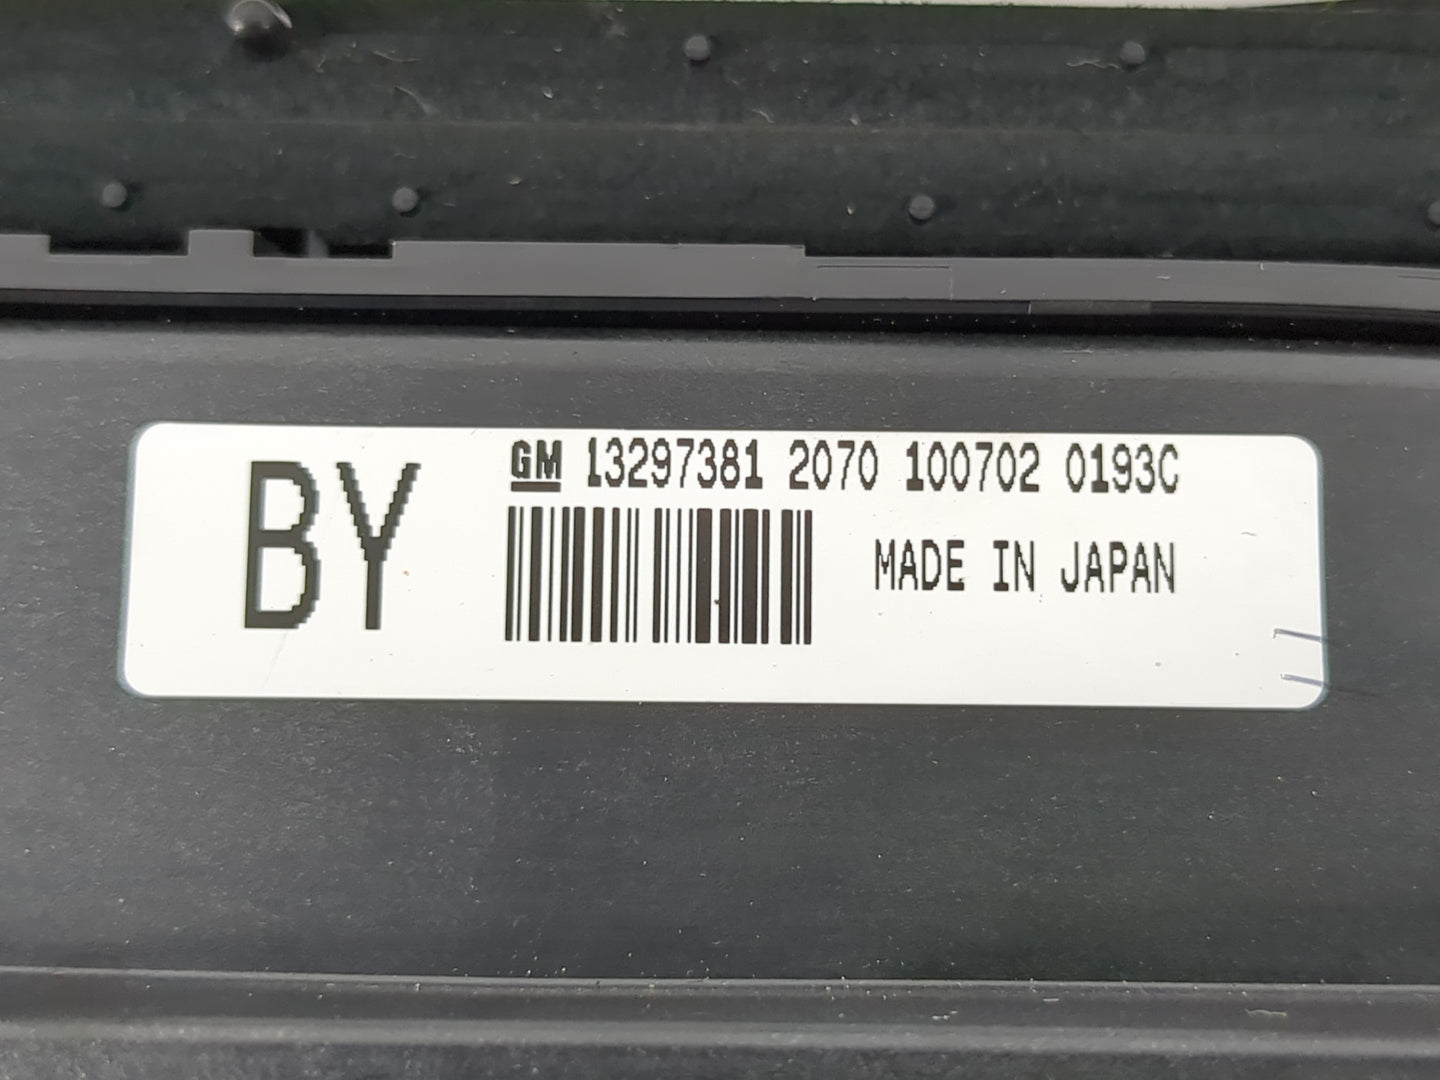 BY
GM 13297381 2070 100702 0193C
MADE IN JAPAN